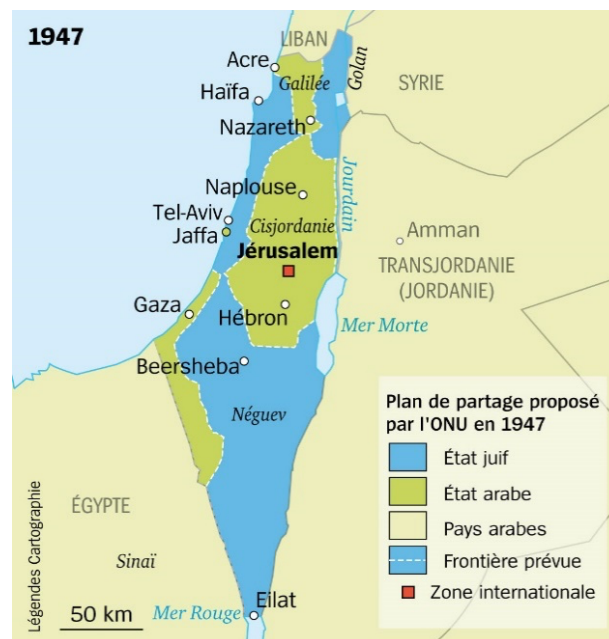 1947
LIBAN
Acre
Galilée
Golan
SYRIE
Haïfa
Nazareth
Jourdain
Naplouse
Tel-Aviv
Jaffa
Cisjordanie
Amman
Jérusalem
TRANSJORDANIE
(JORDANIE)
Gaza
Hébron
Mer Morte
Beersheba
Néguev
ÉGYPTE
Sinaï
Eilat
Mer Rouge
50 km
Légendes Cartographie
Plan de partage proposé
par l'ONU en 1947
État juif
État arabe
Pays arabes
Frontière prévue
Zone internationale